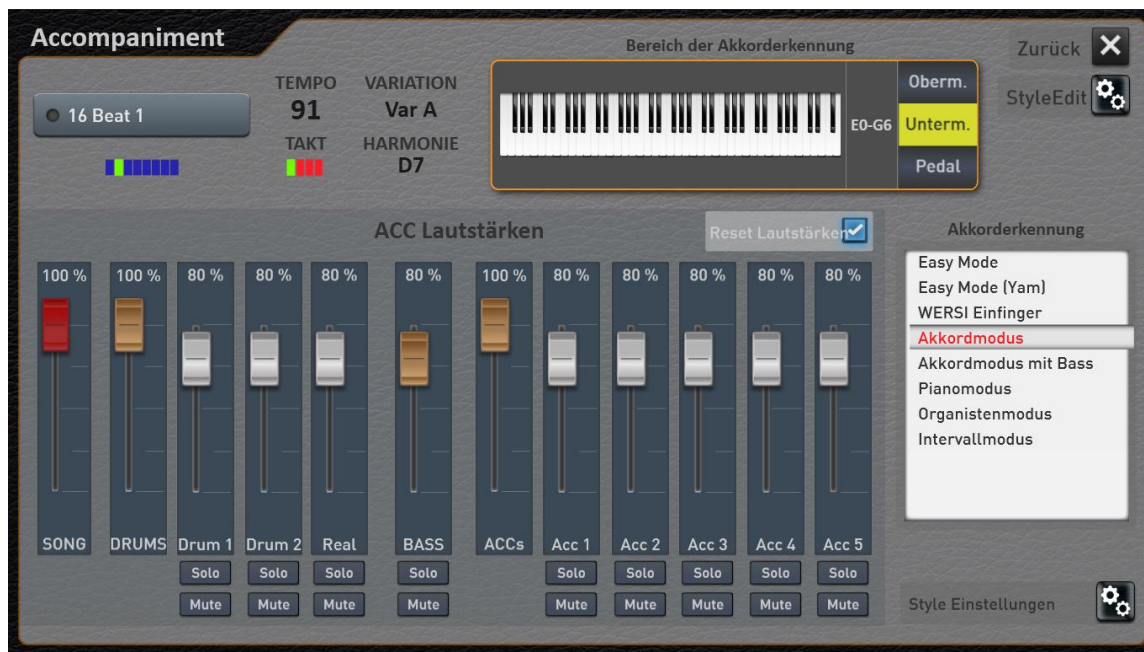 Accompaniment
Bereich der Akkorderkennung
Zurück
StyleEdit
16 Beat 1
TEMPO
91
VARIATION
Var A
TAKT
HARMONIE
D7
E0-G6
Oberm.
Unterm.
Pedal
ACC Lautstärken
Reset Lautstärken
Akkorderkennung
Easy Mode
Easy Mode (Yam)
WERSI Einfinger
Akkordmodus
Akkordmodus mit Bass
Pianomodus
Organistenmodus
Intervallmodus
100 % 100 % 80 % 80 % 80 % 80 % 100 % 80 % 80 % 80 % 80 % 80 %
SONG DRUMS Drum 1 Drum 2 Real BASS ACCs Acc 1 Acc 2 Acc 3 Acc 4 Acc 5
Solo Solo Solo Solo Solo Solo Solo Solo Solo
Mute Mute Mute Mute Mute Mute Mute Mute Mute
Style Einstellungen